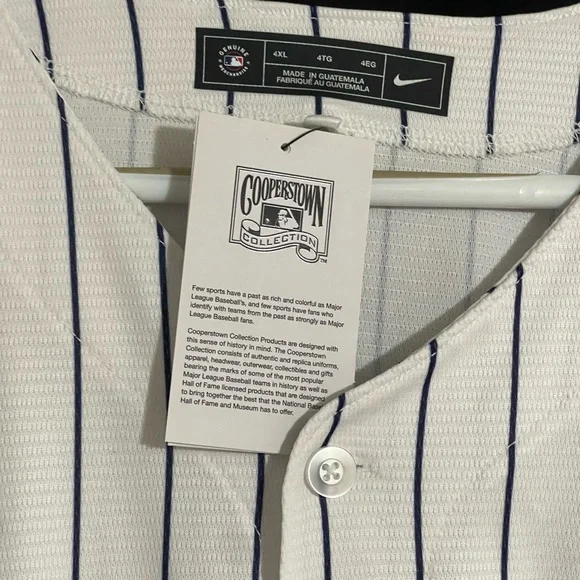 GENUINE
MERCHANDISE
4XL 4TG 4EG
MADE IN GUATEMALA
FABRIQUÉ AU GUATEMALA
COOPERSTOWN
COLLECTION
TM
Few sports have a past as rich and colorful as Major
League Baseball's, and few sports have fans who
identify with teams from the past as strongly as Major
League Baseball fans.
Cooperstown Collection Products are designed with
this sense of history in mind. The Cooperstown
Collection consists of authentic and replica uniforms,
apparel, headwear, outerwear, collectibles and gifts
bearing the marks of some of the most popular
Major League Baseball teams in history as well as
Hall of Fame licensed products that are designed
to bring together the best that the National Base
Hall of Fame and Museum has to offer.